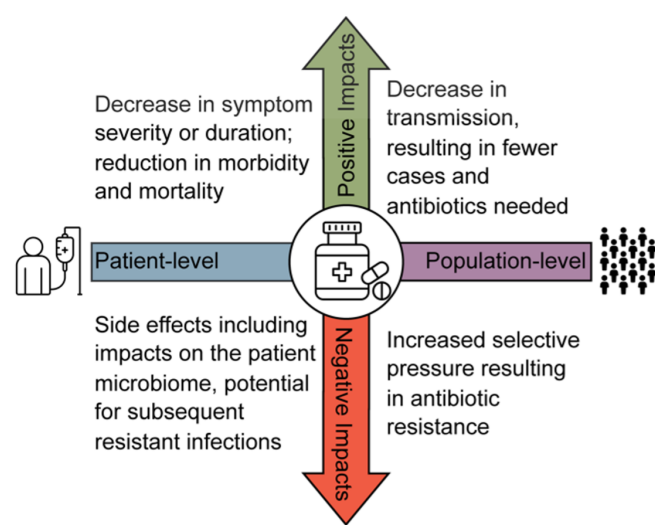 Positive Impacts
Decrease in symptom
severity or duration;
reduction in morbidity
and mortality
Decrease in
transmission,
resulting in fewer
cases and
antibiotics needed
Patient-level
Population-level
Side effects including
impacts on the patient
microbiome, potential
for subsequent
resistant infections
Negative Impacts
Increased selective
pressure resulting
in antibiotic
resistance